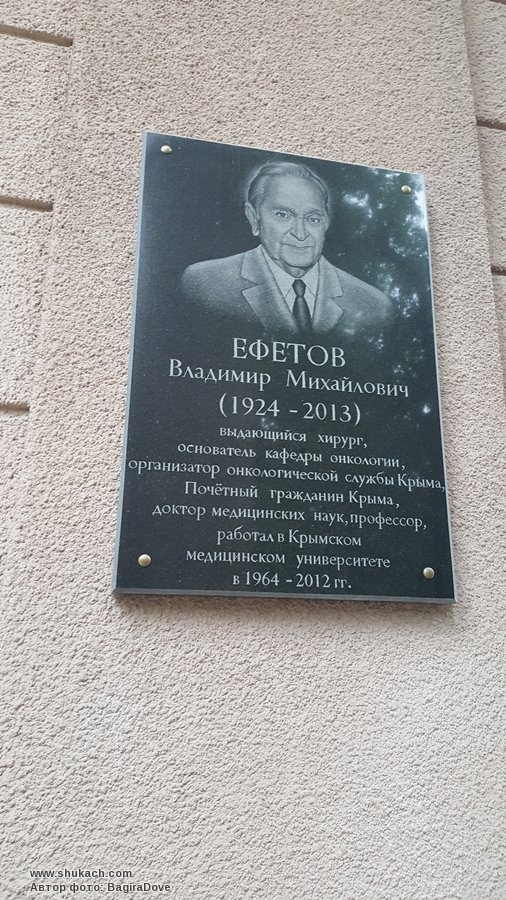 ЕФЕТОВ
Владимир Михайлович
(1924 - 2013)
выдающийся хирург,
основатель кафедры онкологии,
организатор онкологической службы Крыма,
Почётный гражданин Крыма,
доктор медицинских наук, профессор,
работал в Крымском
медицинском университете
в 1964 - 2012 гг.
www.shukach.com
Автор фото: BagiraDove